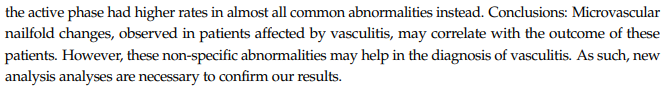 the active phase had higher rates in almost all common abnormalities instead. Conclusions: Microvascular
nailfold changes, observed in patients affected by vasculitis, may correlate with the outcome of these
patients. However, these non-specific abnormalities may help in the diagnosis of vasculitis. As such, new
analysis analyses are necessary to confirm our results.